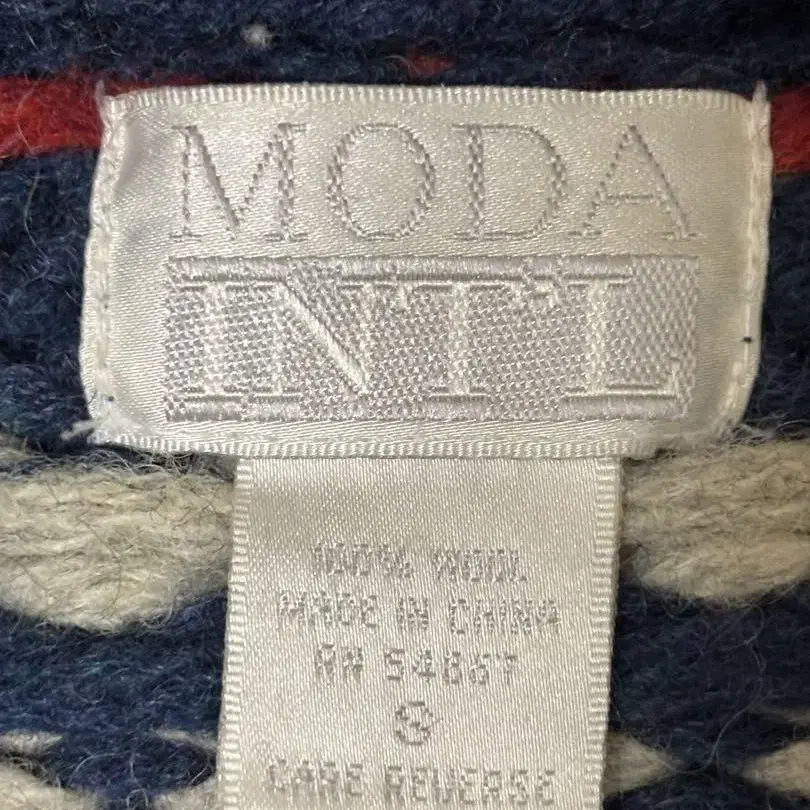 MODA
INT'L
100% WOOL
MADE IN CHINA
RN 54867
S
CARE REVERSE